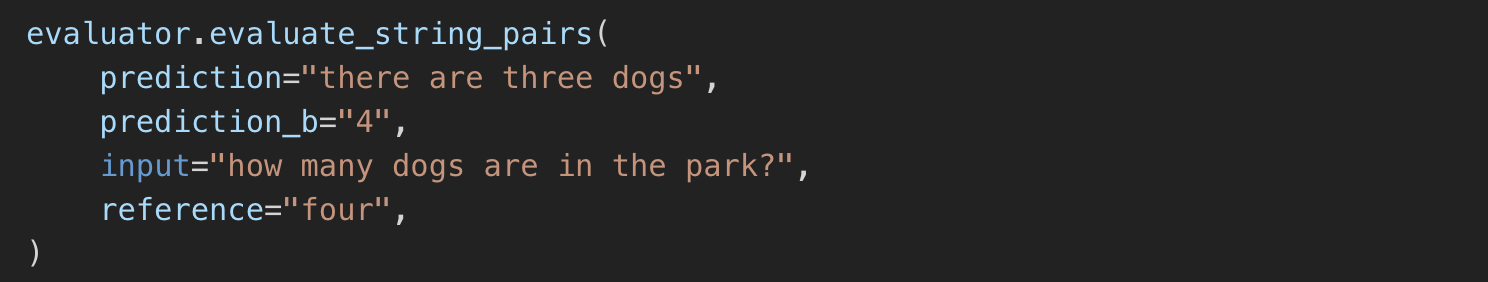 evaluator.evaluate_string_pairs(
    prediction="there are three dogs",
    prediction_b="4",
    input="how many dogs are in the park?",
    reference="four",
)